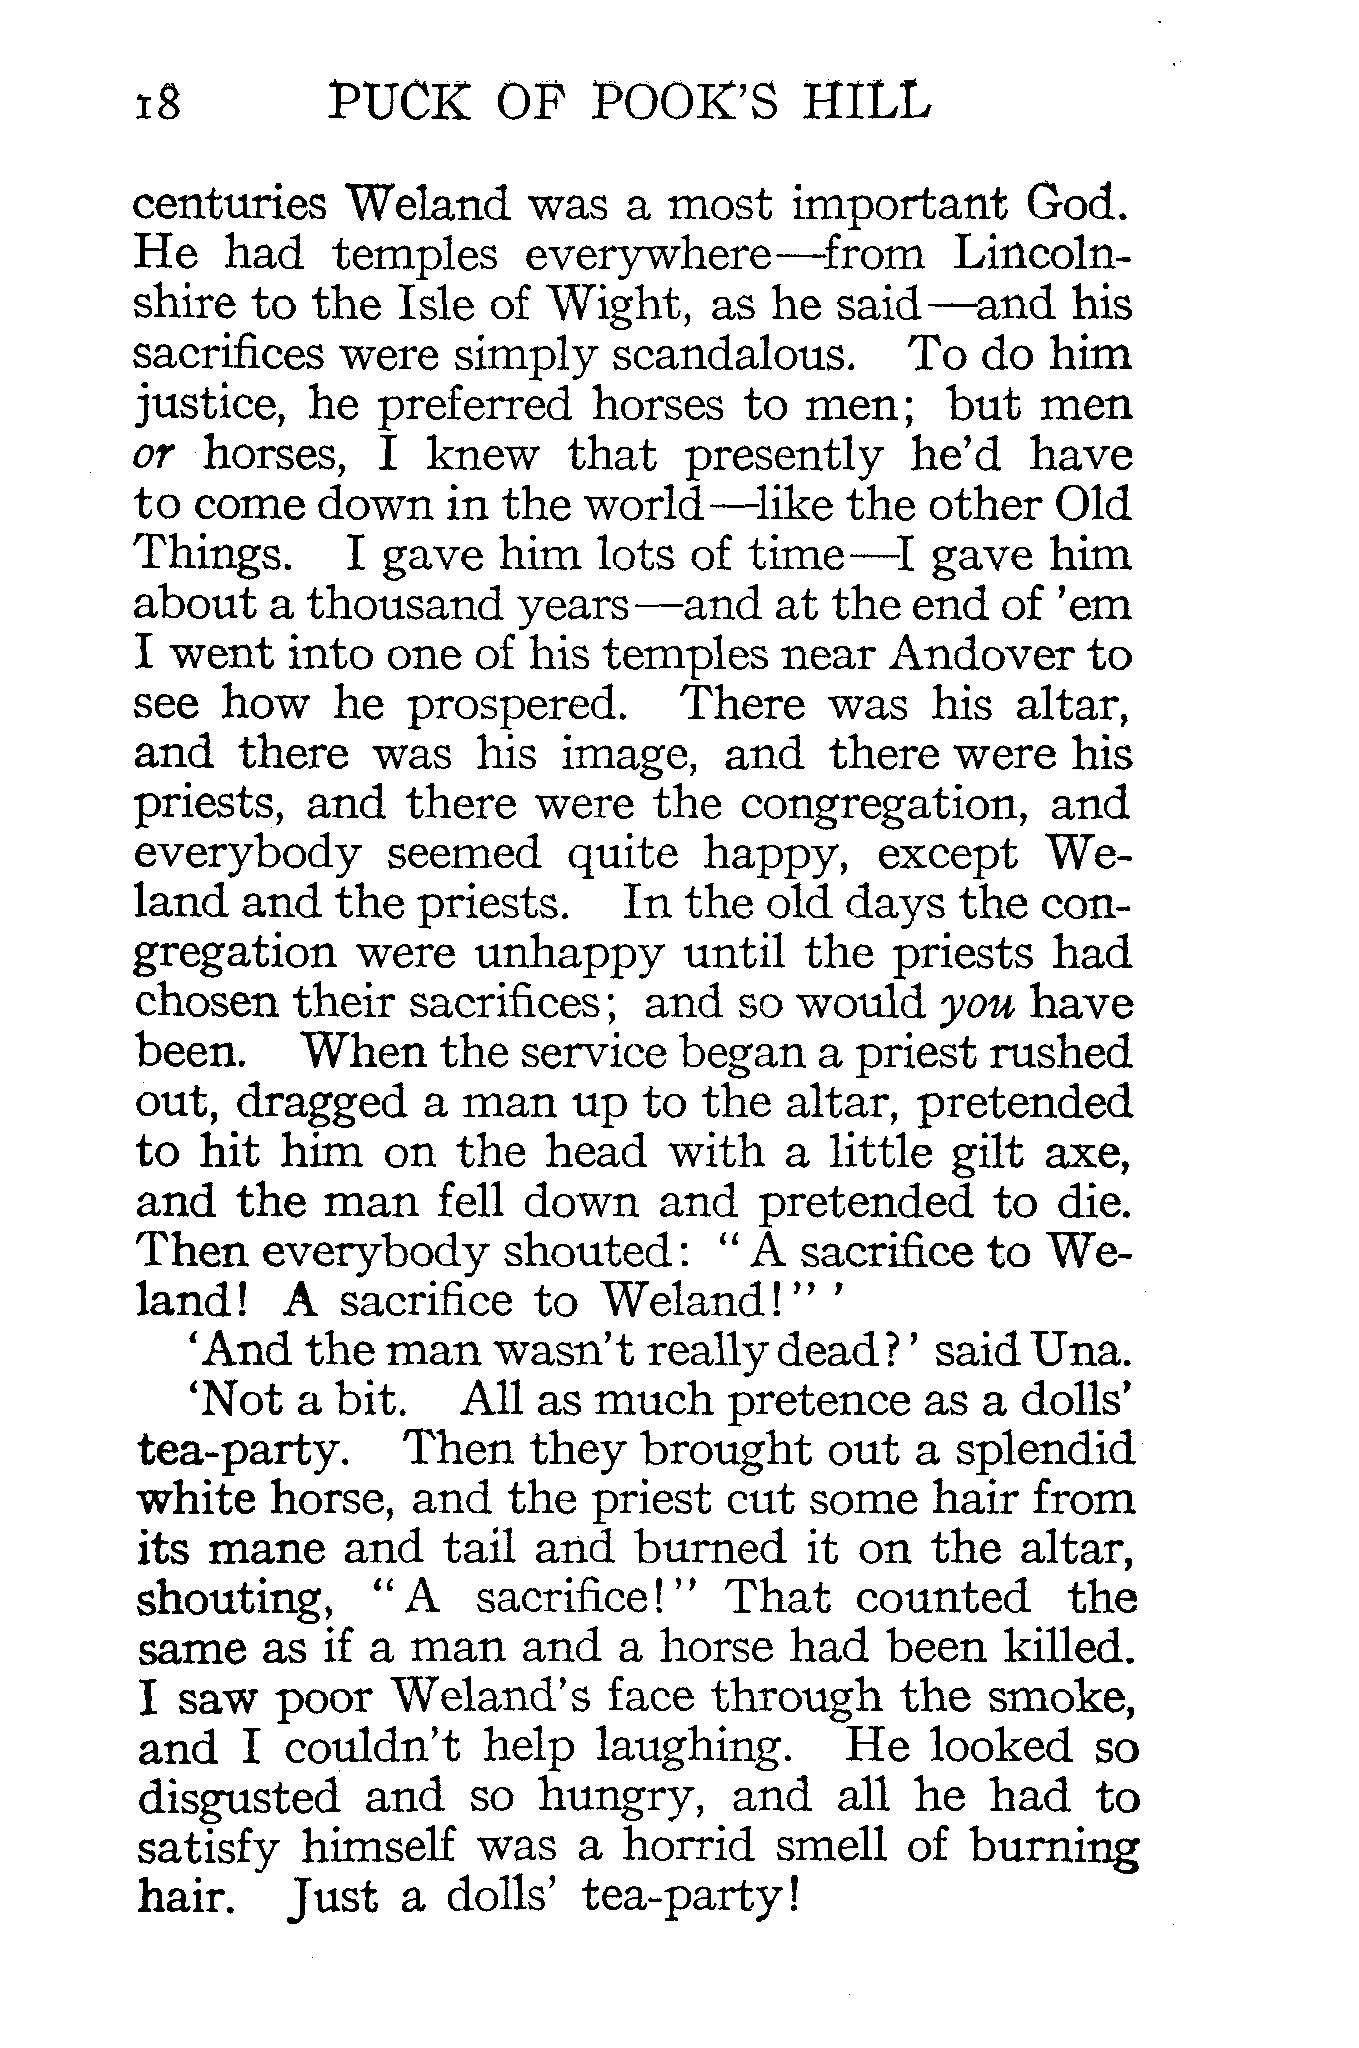 18 PUCK OF POOK'S HILL
centuries Weland was a most important God.
He had temples everywhere—from Lincoln-
shire to the Isle of Wight, as he said—and his
sacrifices were simply scandalous. To do him
justice, he preferred horses to men; but men
or horses, I knew that presently he'd have
to come down in the world—like the other Old
Things. I gave him lots of time—I gave him
about a thousand years—and at the end of 'em
I went into one of his temples near Andover to
see how he prospered. There was his altar,
and there was his image, and there were his
priests, and there were the congregation, and
everybody seemed quite happy, except We-
land and the priests. In the old days the con-
gregation were unhappy until the priests had
chosen their sacrifices; and so would you have
been. When the service began a priest rushed
out, dragged a man up to the altar, pretended
to hit him on the head with a little gilt axe,
and the man fell down and pretended to die.
Then everybody shouted: “A sacrifice to We-
land! A sacrifice to Weland!” ’
‘And the man wasn't really dead?’ said Una.
‘Not a bit. All as much pretence as a dolls’
tea-party. Then they brought out a splendid
white horse, and the priest cut some hair from
its mane and tail and burned it on the altar,
shouting, “A sacrifice!” That counted the
same as if a man and a horse had been killed.
I saw poor Weland's face through the smoke,
and I couldn't help laughing. He looked so
disgusted and so hungry, and all he had to
satisfy himself was a horrid smell of burning
hair. Just a dolls’ tea-party!